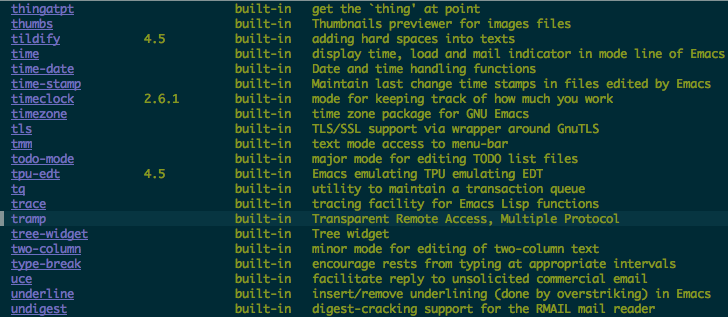 thingatpt built-in get the `thing' at point
thumbs built-in Thumbnails previewer for images files
tildify 4.5 built-in adding hard spaces into texts
time built-in display time, load and mail indicator in mode line of Emacs
time-date built-in Date and time handling functions
time-stamp built-in Maintain last change time stamps in files edited by Emacs
timeclock 2.6.1 built-in mode for keeping track of how much you work
timezone built-in time zone package for GNU Emacs
tls built-in TLS/SSL support via wrapper around GnuTLS
tmm built-in text mode access to menu-bar
todo-mode built-in major mode for editing TODO list files
tpu-edt 4.5 built-in Emacs emulating TPU emulating EDT
tq built-in utility to maintain a transaction queue
trace built-in tracing facility for Emacs Lisp functions
tramp built-in Transparent Remote Access, Multiple Protocol
tree-widget built-in Tree widget
two-column built-in minor mode for editing of two-column text
type-break built-in encourage rests from typing at appropriate intervals
uce built-in facilitate reply to unsolicited commercial email
underline built-in insert/remove underlining (done by overstriking) in Emacs
undigest built-in digest-cracking support for the RMAIL mail reader